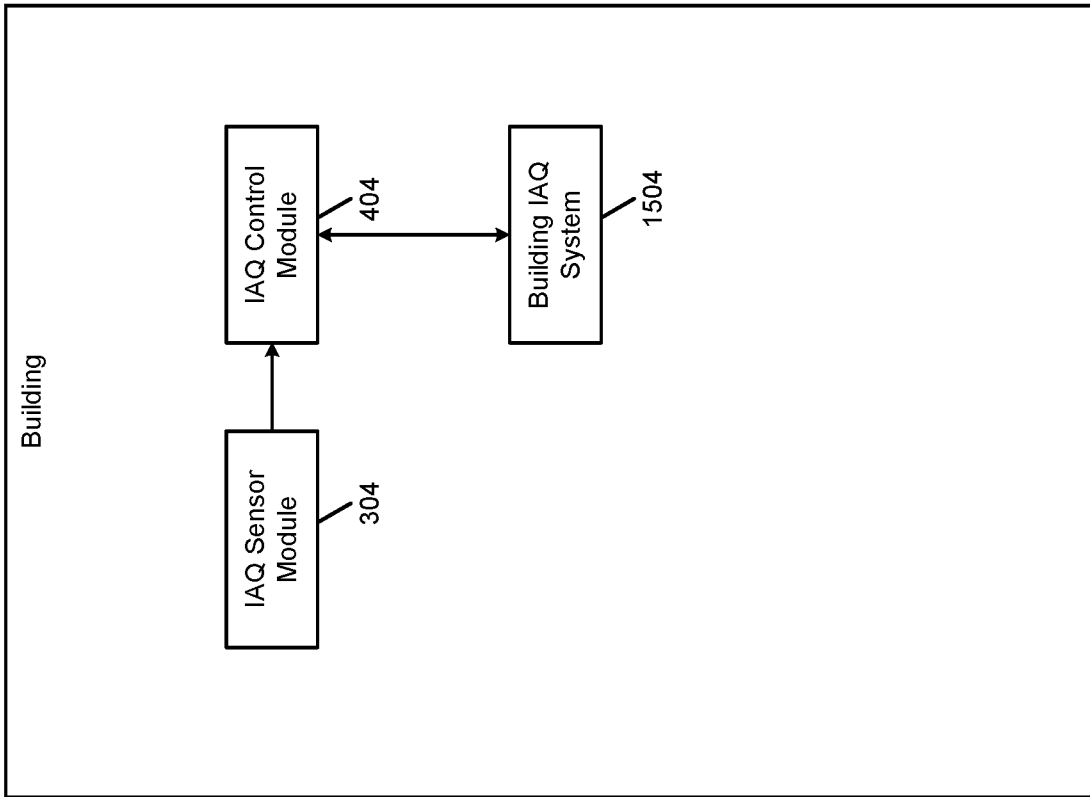 Building
IAQ Sensor
Module
304
IAQ Control
Module
404
Building IAQ
System
1504